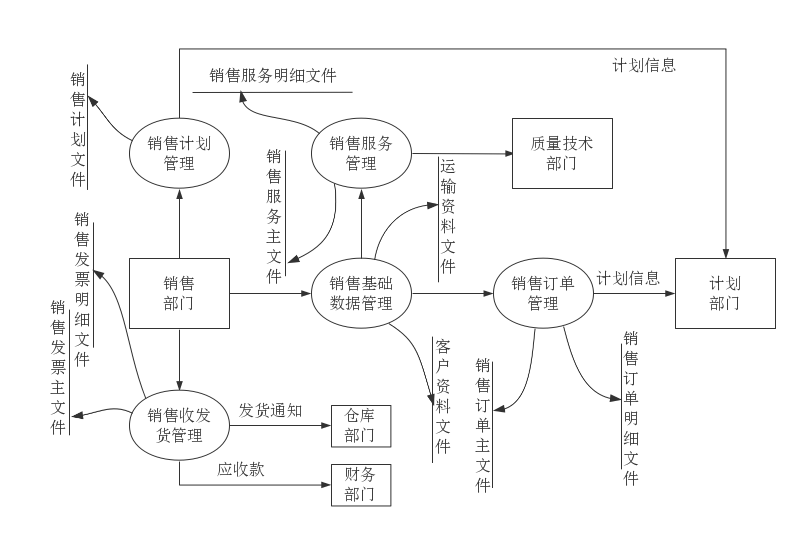 计划信息
销售服务明细文件
销售计划文件
销售计划
管理
销售服务
管理
质量技术
部门
销售服务主文件
运输资料文件
销售发票明细文件
销售
部门
销售基础
数据管理
销售订单
管理
计划信息
计划
部门
销售发票主文件
客户资料文件
销售订单主文件
销售订单明细文件
销售收发
货管理
发货通知
仓库
部门
应收款
财务
部门